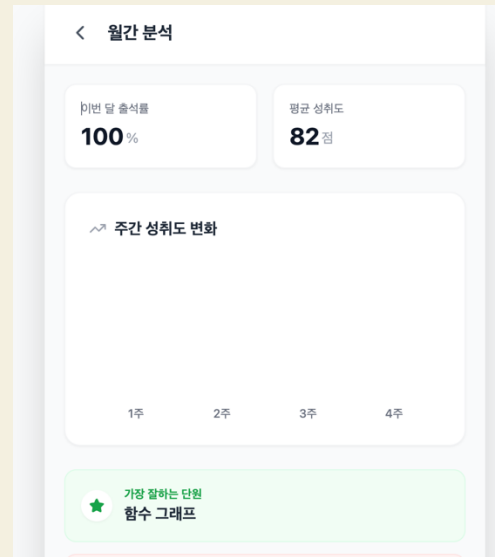 월간 분석
이번 달 출석률
100%
평균 성취도
82점
주간 성취도 변화
1주 2주 3주 4주
가장 잘하는 단원
함수 그래프